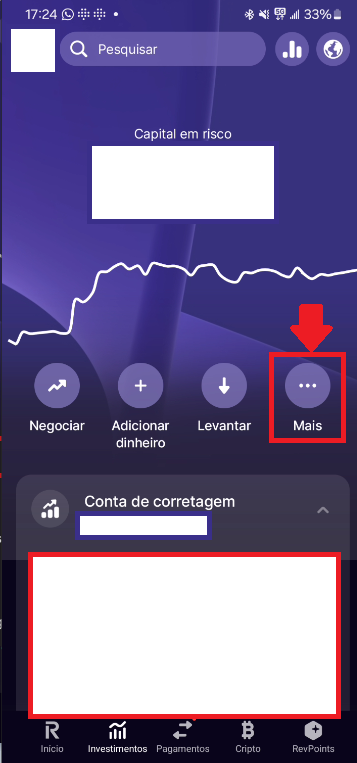 17:24
5G
33%
Pesquisar
Capital em risco
Negociar
Adicionar
dinheiro
Levantar
Mais
Conta de corretagem
Início
Investimentos
Pagamentos
Cripto
RevPoints